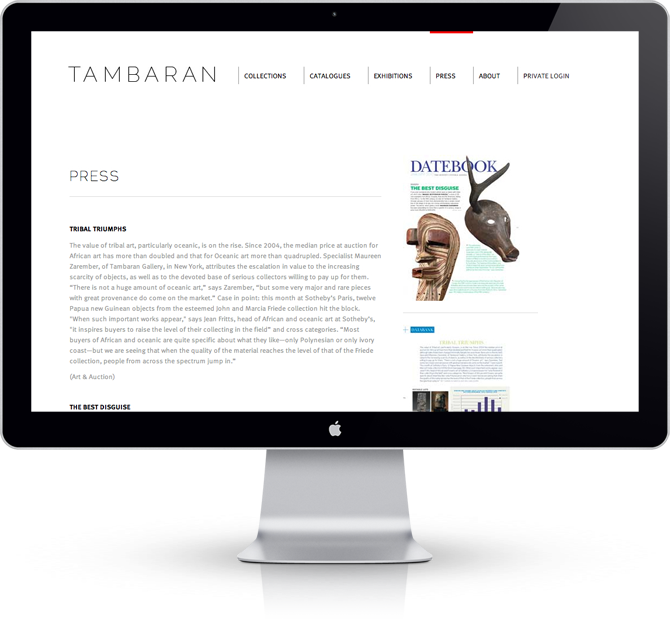 TAMBARAN
COLLECTIONS
CATALOGUES
EXHIBITIONS
PRESS
ABOUT
PRIVATE LOGIN
PRESS
TRIBAL TRIUMPHS
The value of tribal art, particularly oceanic, is on the rise. Since 2004, the median price at auction for
African art has more than doubled and that for Oceanic art more than quadrupled. Specialist Maureen
Zarember, of Tambaran Gallery, in New York, attributes the escalation in value to the increasing
scarcity of objects, as well as to the devoted base of serious collectors willing to pay up for them.
“There is not a huge amount of oceanic art,” says Zarember, “but some very major and rare pieces
with great provenance do come on the market.” Case in point: this month at Sotheby’s Paris, twelve
Papua new Guinean objects from the esteemed John and Marcia Friede collection hit the block.
"When such important works appear," says Jean Fritts, head of African and Oceanic art at Sotheby’s,
"it inspires buyers to raise the level of their collecting in the field” and cross categories. “Most
buyers of African and oceanic are quite specific about what they like—only Polynesian or only ivory
coast—but we are seeing that when the quality of the material reaches the level of that of the Friede
collection, people from across the spectrum jump in.”
(Art & Auction)
THE BEST DISGUISE
DATEBOOK
THE BEST DISGUISE
DATABANK